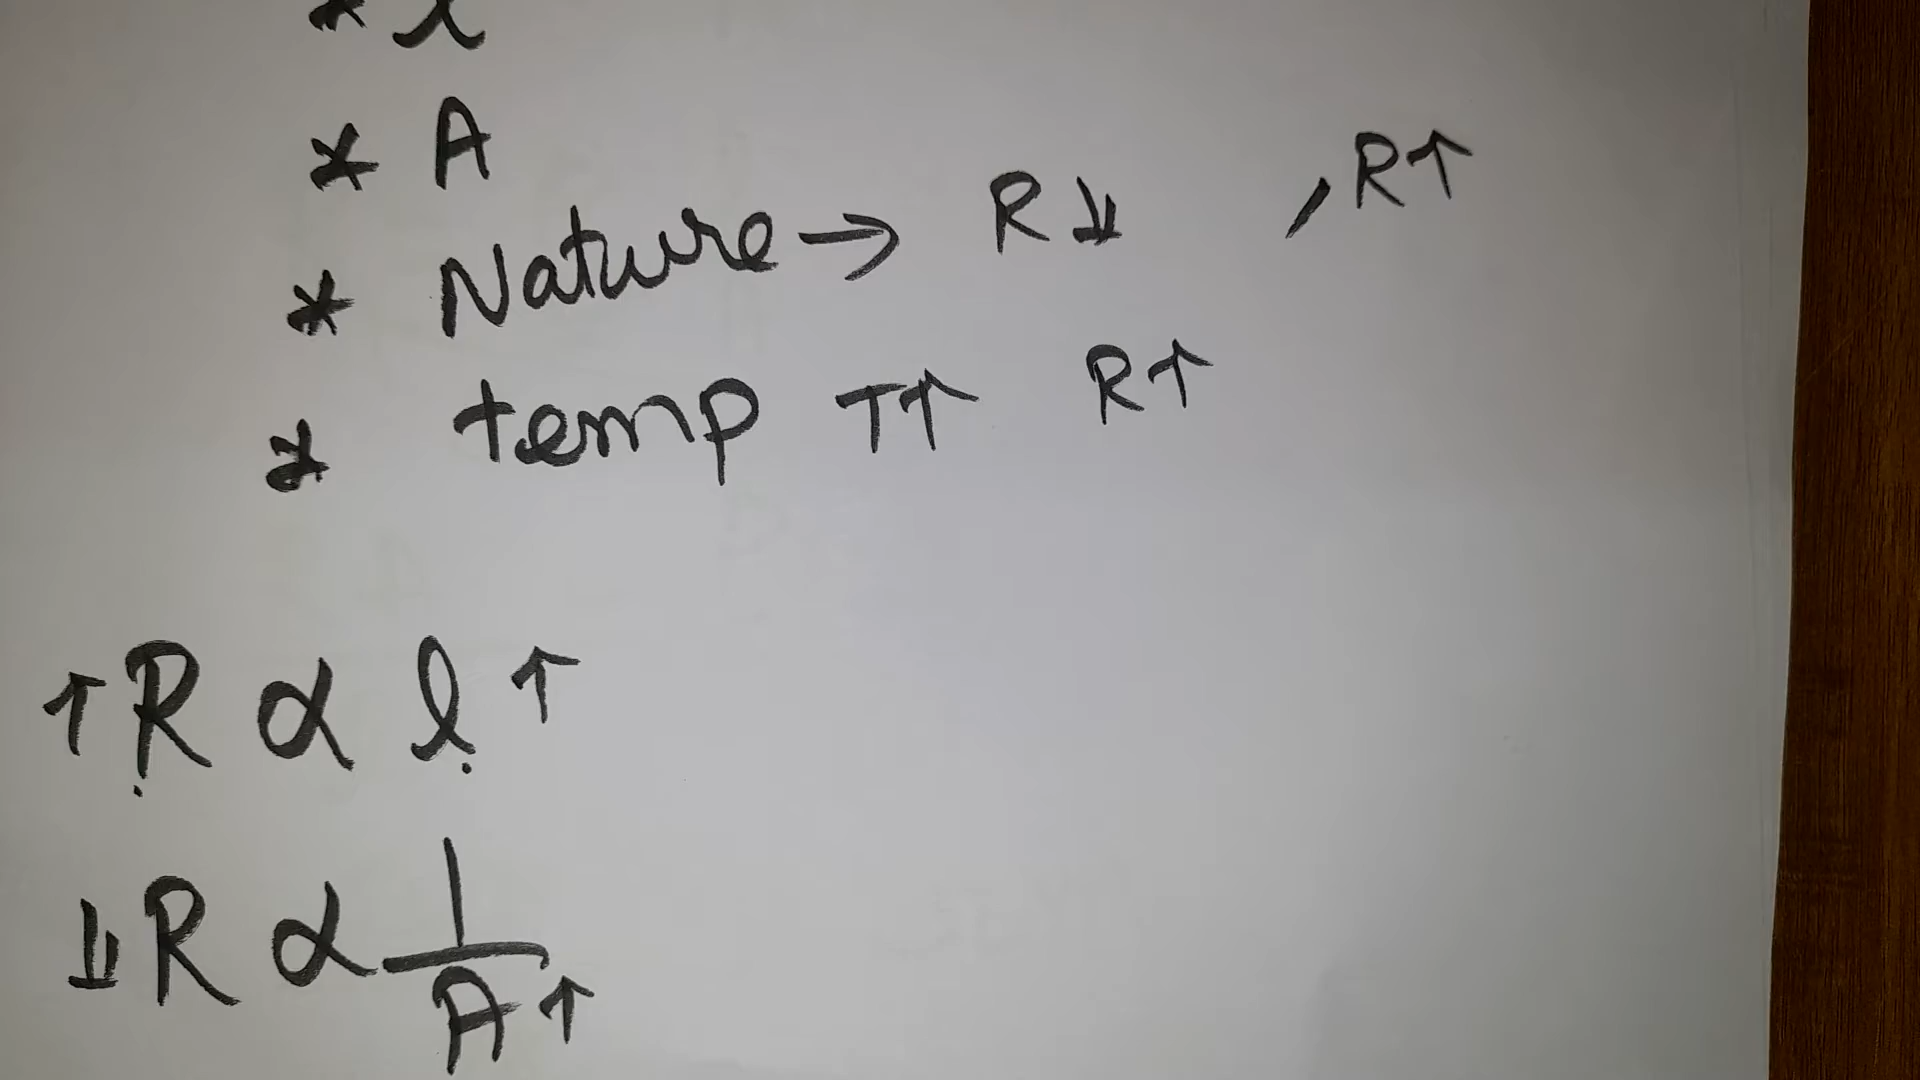 * l
* A
* Nature → R ↓ , R↑
* temp T↑ R↑
↑ R ∝ l ↑
↓ R ∝ 1/A ↑